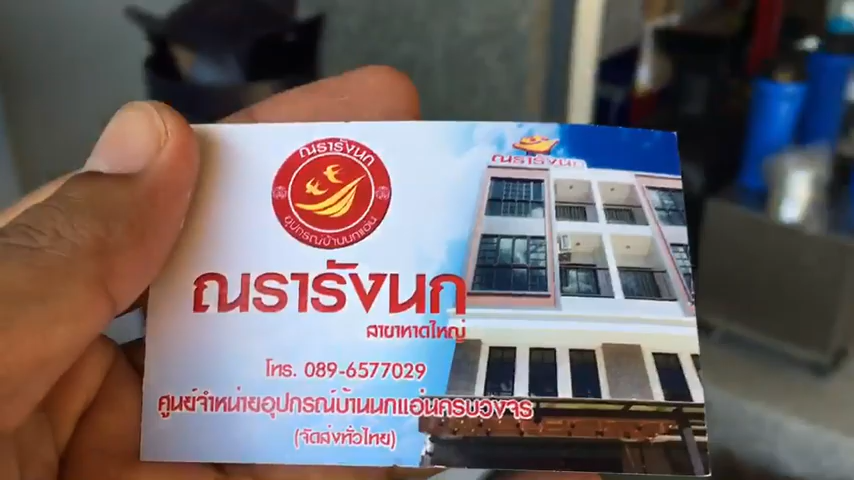 ณธารังนก
อุปกรณ์บ้านนกแอ่น
ณธารังนก
ณธารังนก
สาขาหาดใหญ่
โทร. 089-6577029
ศูนย์จำหน่ายอุปกรณ์บ้านนกแอ่นครบวงจร
(จัดส่งทั่วไทย)